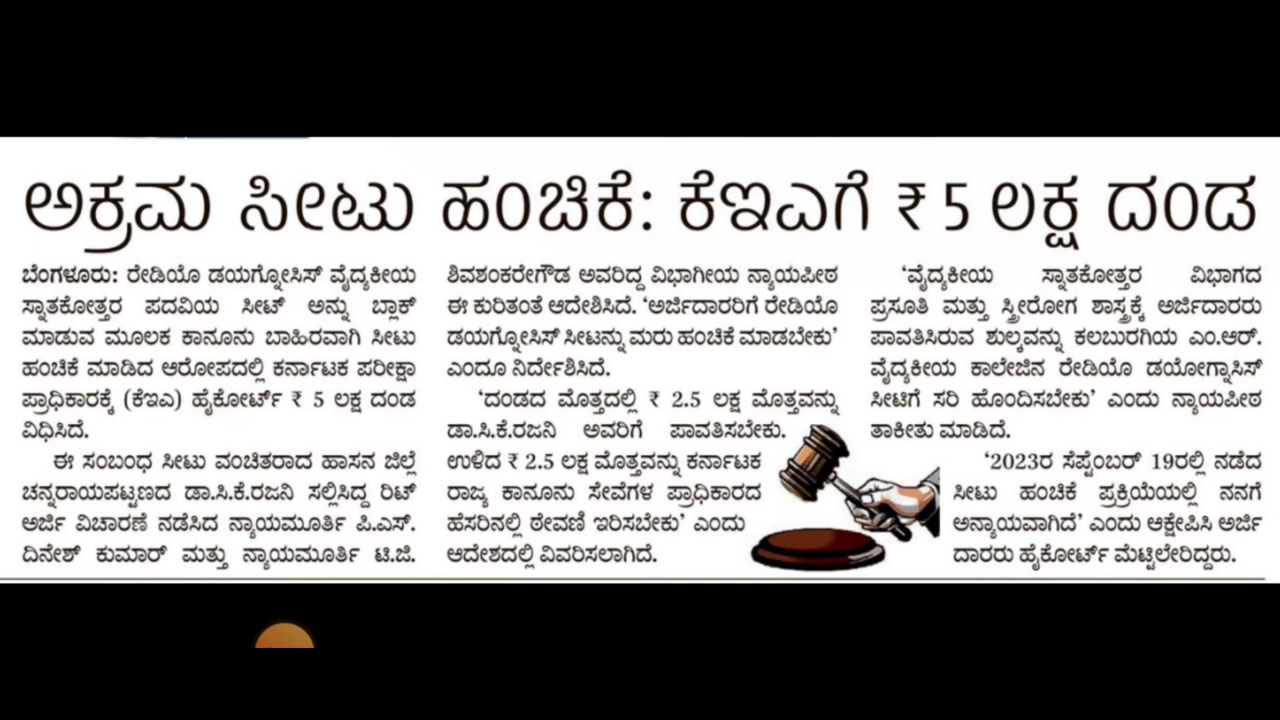 ಅಕ್ರಮ ಸೀಟು ಹಂಚಿಕೆ: ಕೆಇಎಗೆ ₹ 5 ಲಕ್ಷ ದಂಡ
ಬೆಂಗಳೂರು: ರೇಡಿಯೊ ಡಯಗ್ನೋಸಿಸ್ ವೈದ್ಯಕೀಯ
ಸ್ನಾತಕೋತ್ತರ ಪದವಿಯ ಸೀಟ್ ಅನ್ನು ಬ್ಲಾಕ್
ಮಾಡುವ ಮೂಲಕ ಕಾನೂನು ಬಾಹಿರವಾಗಿ ಸೀಟು
ಹಂಚಿಕೆ ಮಾಡಿದ ಆರೋಪದಲ್ಲಿ ಕರ್ನಾಟಕ ಪರೀಕ್ಷಾ
ಪ್ರಾಧಿಕಾರಕ್ಕೆ (ಕೆಇಎ) ಹೈಕೋರ್ಟ್ ₹ 5 ಲಕ್ಷ ದಂಡ
ವಿಧಿಸಿದೆ.
ಈ ಸಂಬಂಧ ಸೀಟು ವಂಚಿತರಾದ ಹಾಸನ ಜಿಲ್ಲೆ
ಚನ್ನರಾಯಪಟ್ಟಣದ ಡಾ.ಸಿ.ಕೆ.ರಜನಿ ಸಲ್ಲಿಸಿದ್ದ ರಿಟ್
ಅರ್ಜಿ ವಿಚಾರಣೆ ನಡೆಸಿದ ನ್ಯಾಯಮೂರ್ತಿ ಪಿ.ಎಸ್.
ದಿನೇಶ್ ಕುಮಾರ್ ಮತ್ತು ನ್ಯಾಯಮೂರ್ತಿ ಟಿ.ಜಿ.
ಶಿವಶಂಕರೇಗೌಡ ಅವರಿದ್ದ ವಿಭಾಗೀಯ ನ್ಯಾಯಪೀಠ
ಈ ಕುರಿತಂತೆ ಆದೇಶಿಸಿದೆ. ‘ಅರ್ಜಿದಾರರಿಗೆ ರೇಡಿಯೊ
ಡಯಗ್ನೋಸಿಸ್ ಸೀಟನ್ನು ಮರು ಹಂಚಿಕೆ ಮಾಡಬೇಕು’
ಎಂದೂ ನಿರ್ದೇಶಿಸಿದೆ.
‘ದಂಡದ ಮೊತ್ತದಲ್ಲಿ ₹ 2.5 ಲಕ್ಷ ಮೊತ್ತವನ್ನು
ಡಾ.ಸಿ.ಕೆ.ರಜನಿ ಅವರಿಗೆ ಪಾವತಿಸಬೇಕು.
ಉಳಿದ ₹ 2.5 ಲಕ್ಷ ಮೊತ್ತವನ್ನು ಕರ್ನಾಟಕ
ರಾಜ್ಯ ಕಾನೂನು ಸೇವೆಗಳ ಪ್ರಾಧಿಕಾರದ
ಹೆಸರಿನಲ್ಲಿ ಠೇವಣಿ ಇರಿಸಬೇಕು’ ಎಂದು
ಆದೇಶದಲ್ಲಿ ವಿವರಿಸಲಾಗಿದೆ.
‘ವೈದ್ಯಕೀಯ ಸ್ನಾತಕೋತ್ತರ ವಿಭಾಗದ
ಪ್ರಸೂತಿ ಮತ್ತು ಸ್ತ್ರೀರೋಗ ಶಾಸ್ತ್ರಕ್ಕೆ ಅರ್ಜಿದಾರರು
ಪಾವತಿಸಿರುವ ಶುಲ್ಕವನ್ನು ಕಲಬುರಗಿಯ ಎಂ.ಆರ್.
ವೈದ್ಯಕೀಯ ಕಾಲೇಜಿನ ರೇಡಿಯೊ ಡಯೋಗ್ನಾಸಿಸ್
ಸೀಟಿಗೆ ಸರಿ ಹೊಂದಿಸಬೇಕು’ ಎಂದು ನ್ಯಾಯಪೀಠ
ತಾಕೀತು ಮಾಡಿದೆ.
‘2023ರ ಸೆಪ್ಟೆಂಬರ್ 19ರಲ್ಲಿ ನಡೆದ
ಸೀಟು ಹಂಚಿಕೆ ಪ್ರಕ್ರಿಯೆಯಲ್ಲಿ ನನಗೆ
ಅನ್ಯಾಯವಾಗಿದೆ’ ಎಂದು ಆಕ್ಷೇಪಿಸಿ ಅರ್ಜಿ
ದಾರರು ಹೈಕೋರ್ಟ್ ಮೆಟ್ಟಿಲೇರಿದ್ದರು.